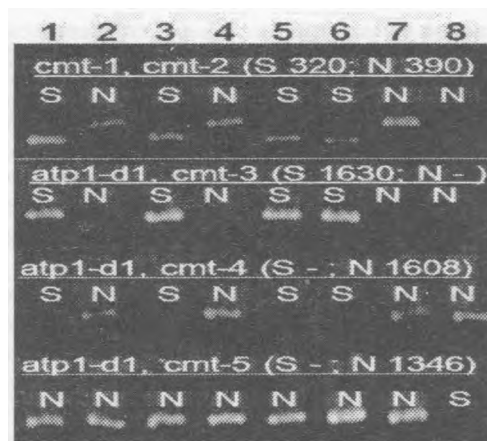 1 2 3 4 5 6 7 8
cmt-1, cmt-2 (S 320; N 390)
S N S N S S N N
atp1-d1, cmt-3 (S 1630; N - )
S N S N S S N N
atp1-d1, cmt-4 (S - ; N 1608)
S N S N S S N N
atp1-d1, cmt-5 (S - ; N 1346)
N N N N N N N S